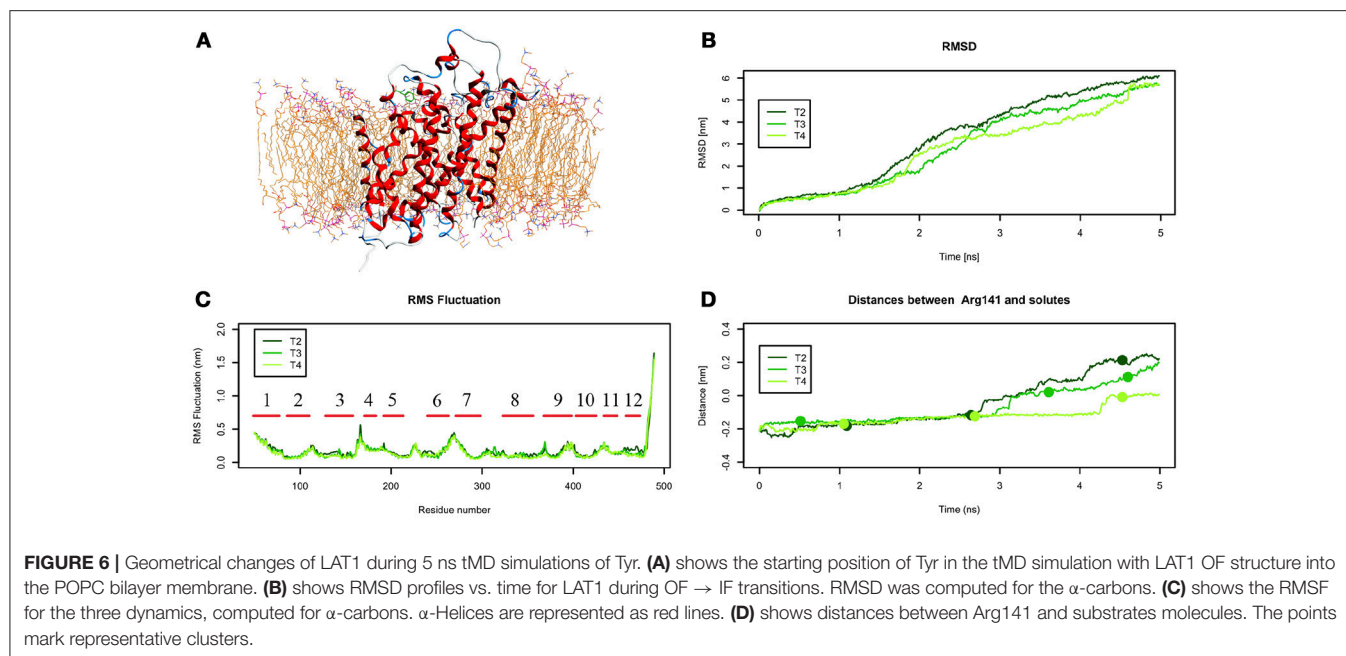 A
B
RMSD
T2
T3
T4
RMSD [nm]
6
5
4
3
2
1
0
0 1 2 3 4 5
Time [ns]
C
RMS Fluctuation
T2
T3
T4
RMS Fluctuation (nm)
2.0
1.5
1.0
0.5
0.0
1 2 3 4 5 6 7 8 9 10 11 12
100 200 300 400 500
Residue number
D
Distances between Arg141 and solutes
T2
T3
T4
Distance [nm]
0.4
0.2
0.0
-0.2
-0.4
0 1 2 3 4 5
Time (ns)
FIGURE 6 | Geometrical changes of LAT1 during 5 ns tMD simulations of Tyr. (A) shows the starting position of Tyr in the tMD simulation with LAT1 OF structure into
the POPC bilayer membrane. (B) shows RMSD profiles vs. time for LAT1 during OF → IF transitions. RMSD was computed for the α-carbons. (C) shows the RMSF
for the three dynamics, computed for α-carbons. α-Helices are represented as red lines. (D) shows distances between Arg141 and substrates molecules. The points
mark representative clusters.